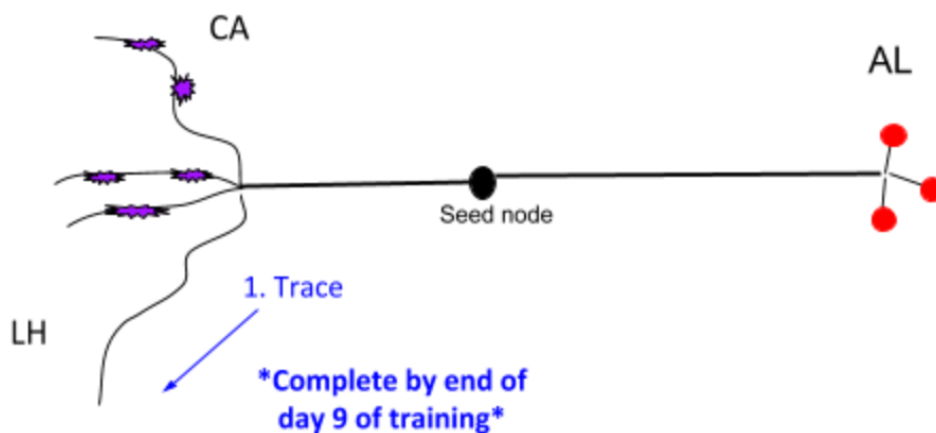 CA
AL
Seed node
1. Trace
LH
*Complete by end of
day 9 of training*